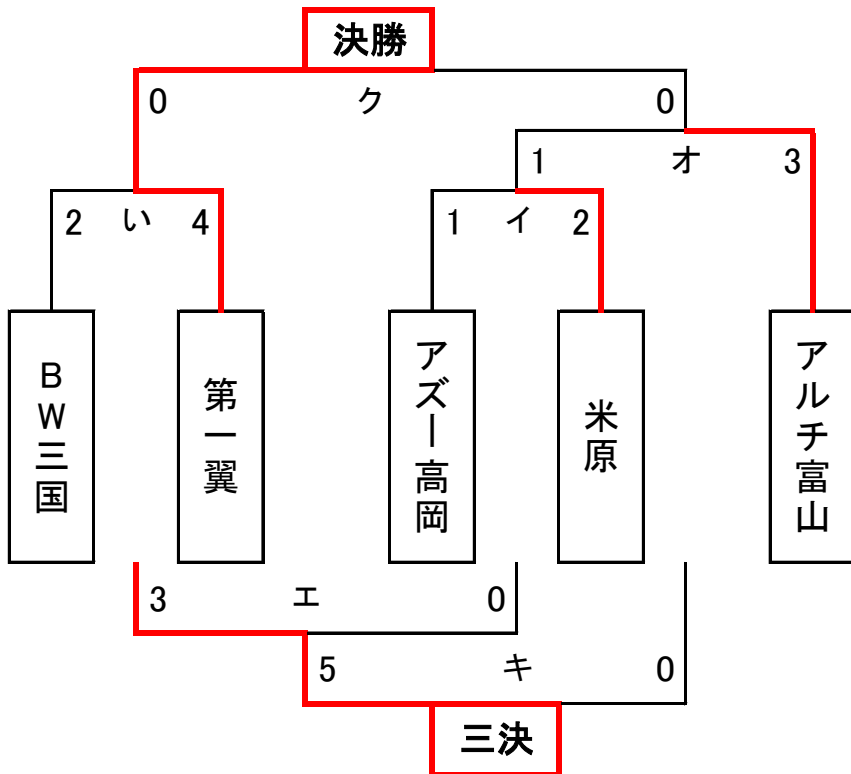 決勝
0 ク 0
1 オ 3
2 い 4
1 イ 2
BW三国
第一翼
アズー高岡
米原
アルチ富山
3 エ 0
5 キ 0
三決